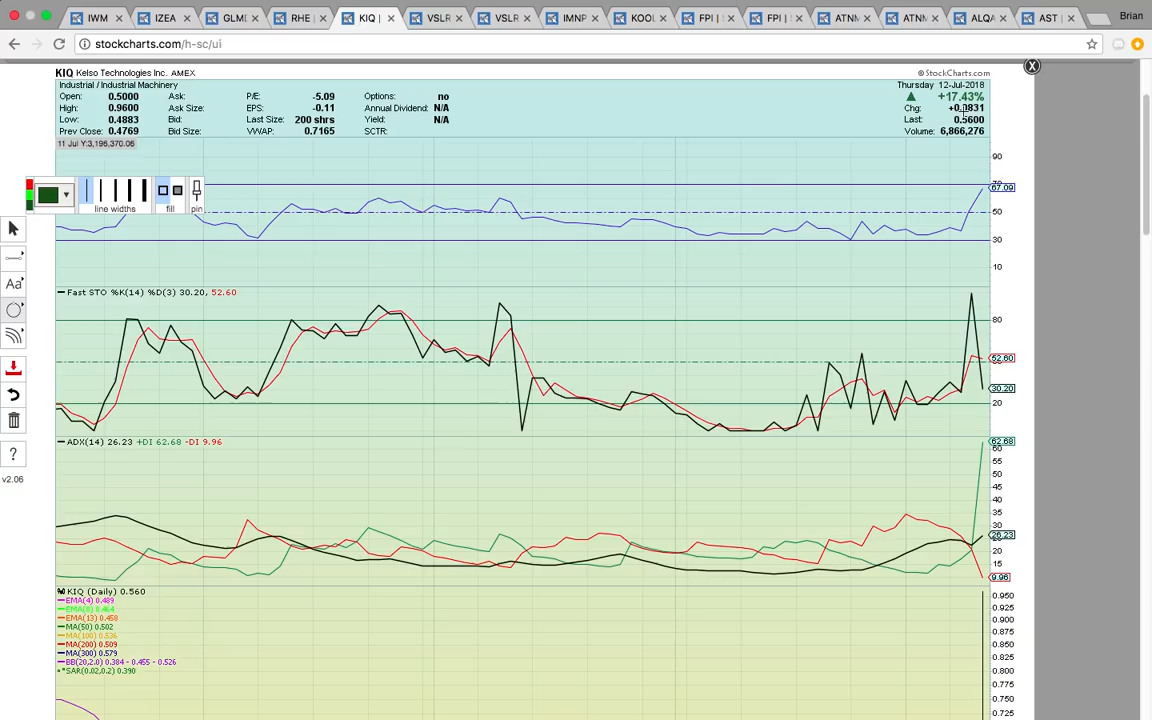 IWM
IZEA
GLMD
RHE
KIQ
VSLR
VSLR
IMNP
KOOL
FPI
FPI
ATNM
ATNM
ALQA
AST
Brian
stockcharts.com/h-sc/ui
KIQ Kelso Technologies Inc. AMEX
© StockCharts.com
X
Industrial / Industrial Machinery
Thursday 12-Jul-2018
Open: 0.5000 Ask: P/E: -5.09 Options: no
+17.43%
High: 0.9600 Ask Size: EPS: -0.11 Annual Dividend: N/A
Chg: +0.0831
Low: 0.4883 Bid: Last Size: 200 shrs Yield: N/A
Last: 0.5600
Prev Close: 0.4769 Bid Size: VWAP: 0.7165 SCTR:
Volume: 6,866,276
11 Jul Y:3,196,370.06
90
67.09
50
30
10
line widths
fill
pin
Aa
?
v2.06
Fast STO %K(14) %D(3) 30.20, 52.60
80
52.60
30.20
20
ADX(14) 26.23 +DI 62.68 -DI 9.96
62.68
60
55
50
45
40
35
30
26.23
20
15
9.96
KIQ (Daily) 0.560
EMA(4) 0.489
EMA(8) 0.464
EMA(13) 0.458
MA(50) 0.502
MA(100) 0.536
MA(200) 0.509
MA(300) 0.579
BB(20,2.0) 0.384 - 0.455 - 0.526
SAR(0.02,0.2) 0.390
0.950
0.925
0.900
0.875
0.850
0.825
0.800
0.775
0.750
0.725